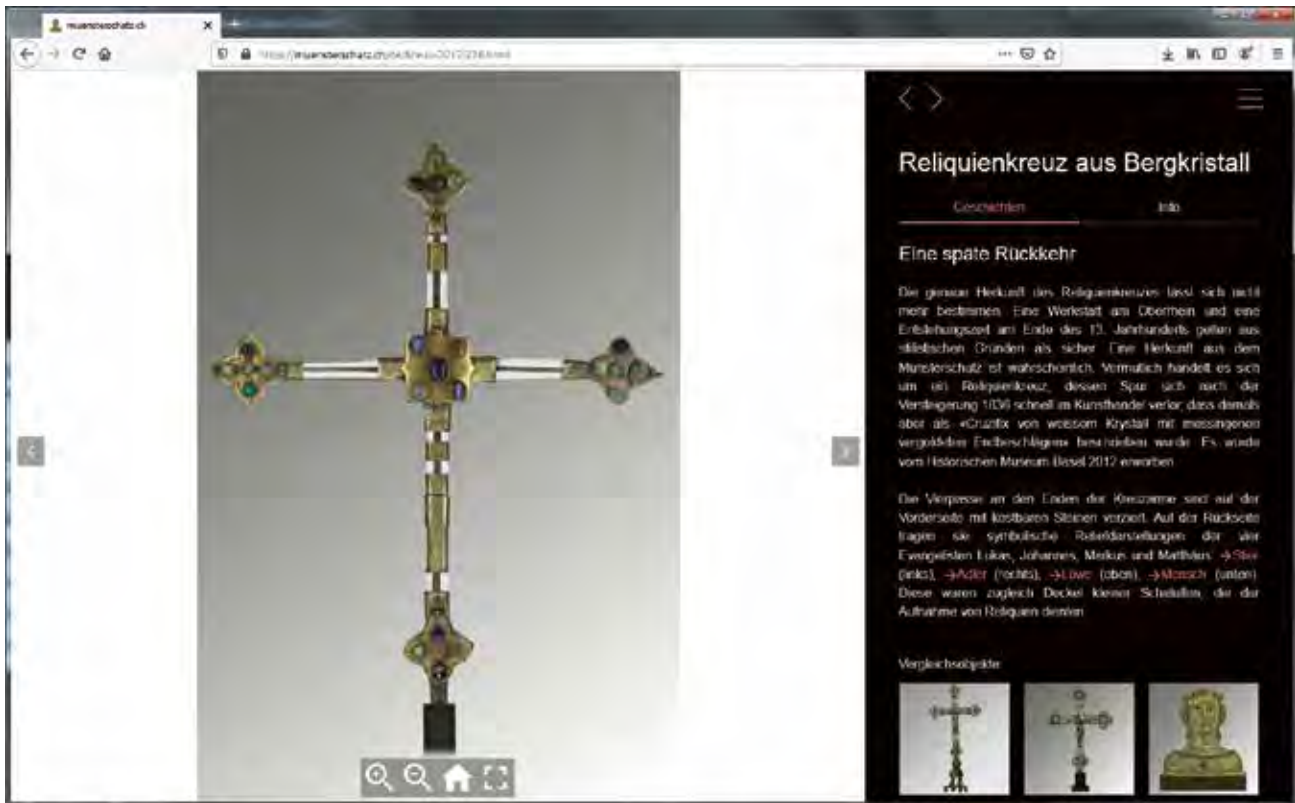 muensterschatz.ch
Reliquienkreuz aus Bergkristall
Geschichten Info
Eine späte Rückkehr
Die genaue Herkunft des Reliquienkreuzes lässt sich nicht
mehr bestimmen. Eine Werkstatt am Oberrhein und eine
Entstehungszeit am Ende des 13. Jahrhunderts gelten aus
stilistischen Gründen als sicher. Eine Herkunft aus dem
Münsterschatz ist wahrscheinlich. Vermutlich handelt es sich
um ein Reliquienkreuz, dessen Spur sich nach der
Versteigerung 1836 schnell im Kunsthandel verlor, dass damals
aber als «Cruzifix von weissem Krystall mit messingenen
vergoldeten Endbeschlägen» beschrieben wurde. Es wurde
vom Historischen Museum Basel 2012 erworben.
Die Vierpässe an den Enden der Kreuzarme sind auf der
Vorderseite mit kostbaren Steinen verziert. Auf der Rückseite
tragen sie symbolische Reliefdarstellungen der vier
Evangelisten Lukas, Johannes, Markus und Matthäus: →Stier
(links), →Adler (rechts), →Löwe (oben), →Mensch (unten).
Diese waren zugleich Deckel kleiner Schatullen, die der
Aufnahme von Reliquien dienten.
Vergleichsobjekte